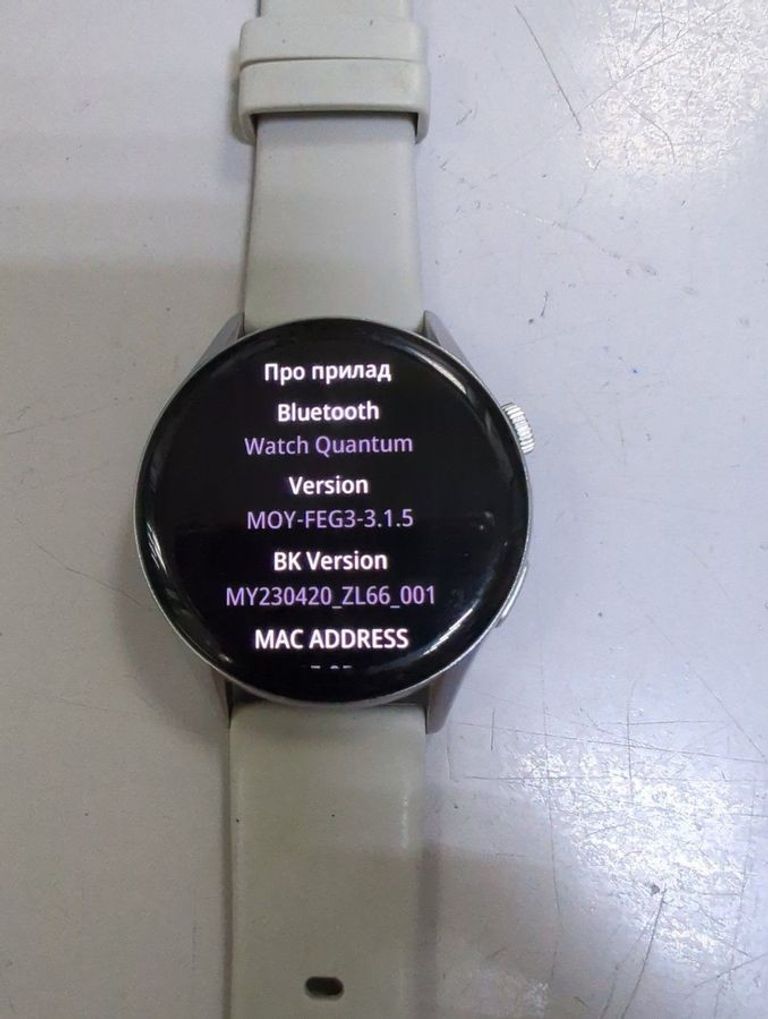 Про прилад
Bluetooth
Watch Quantum
Version
MOY-FEG3-3.1.5
BK Version
MY230420_ZL66_001
MAC ADDRESS